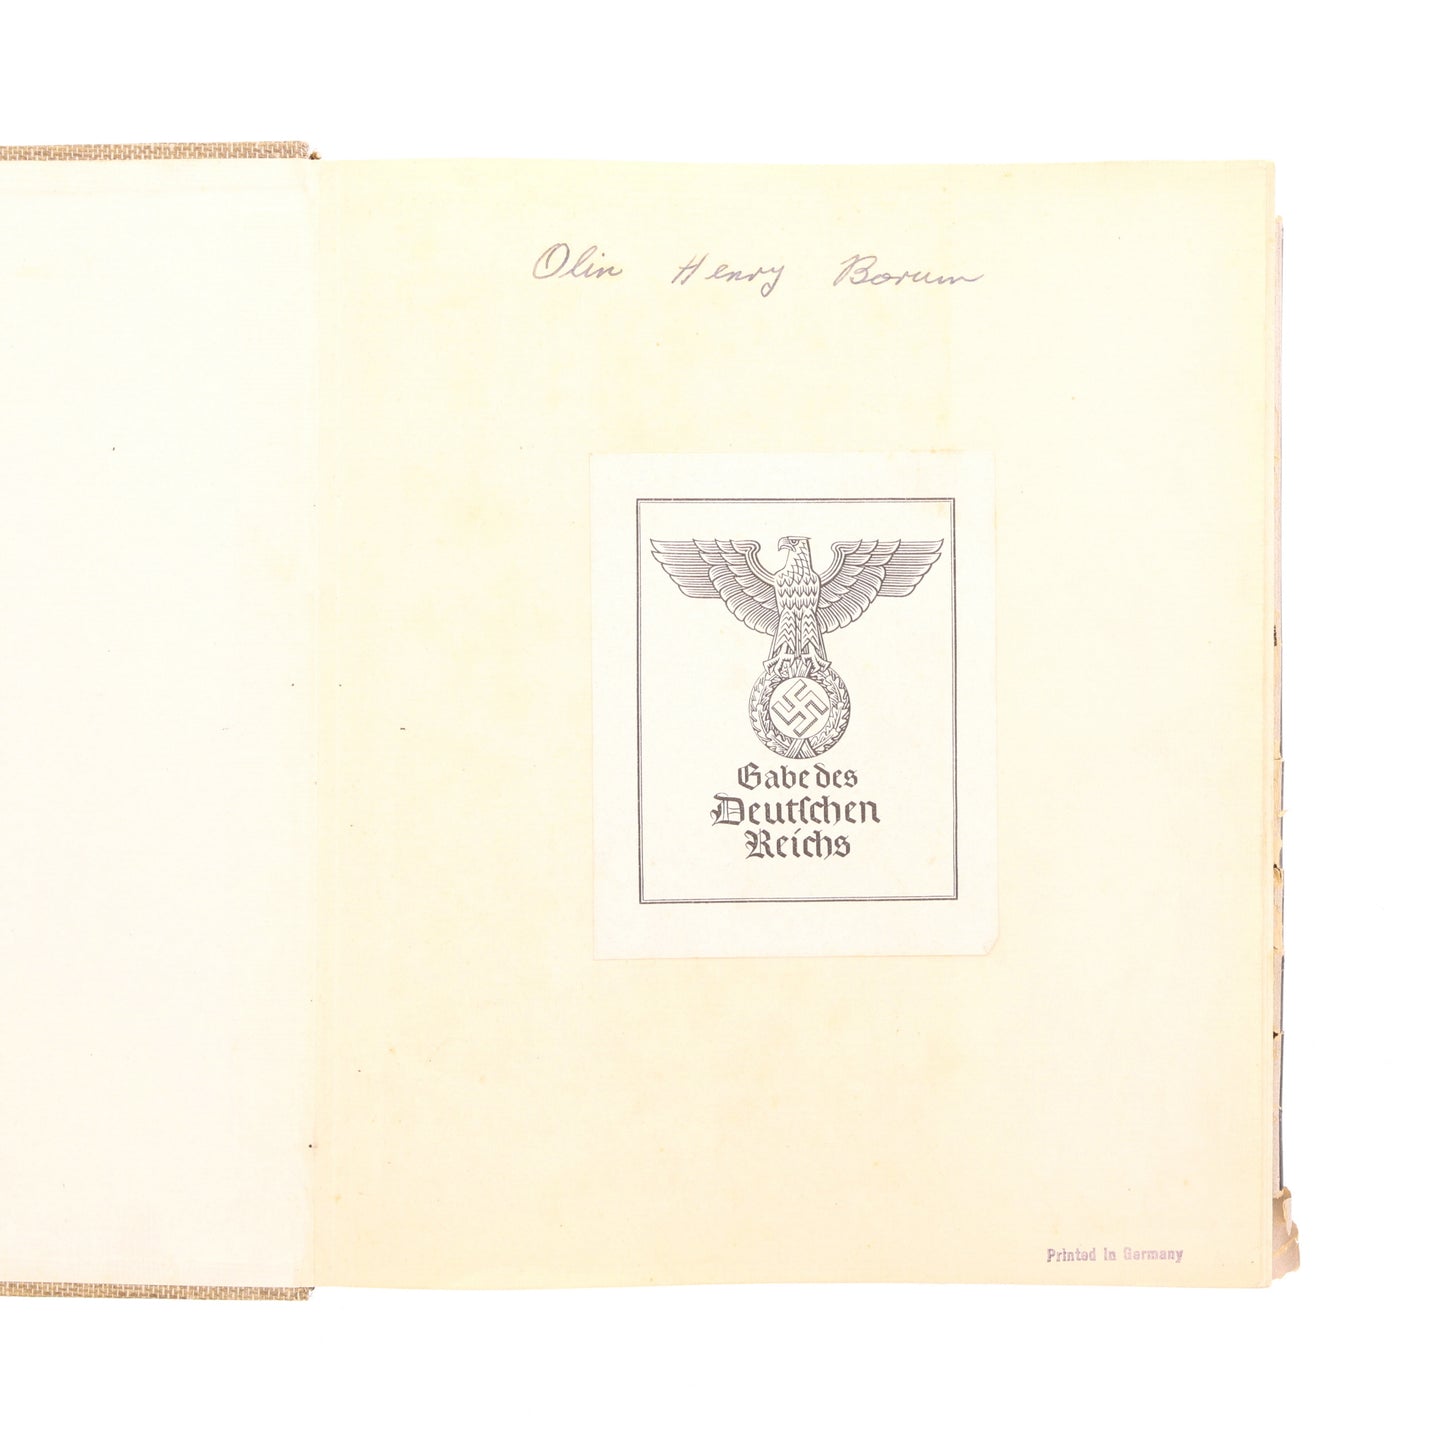 Olin Henry Borum
Gabe des
Deutſchen
Reichs
Printed in Germany